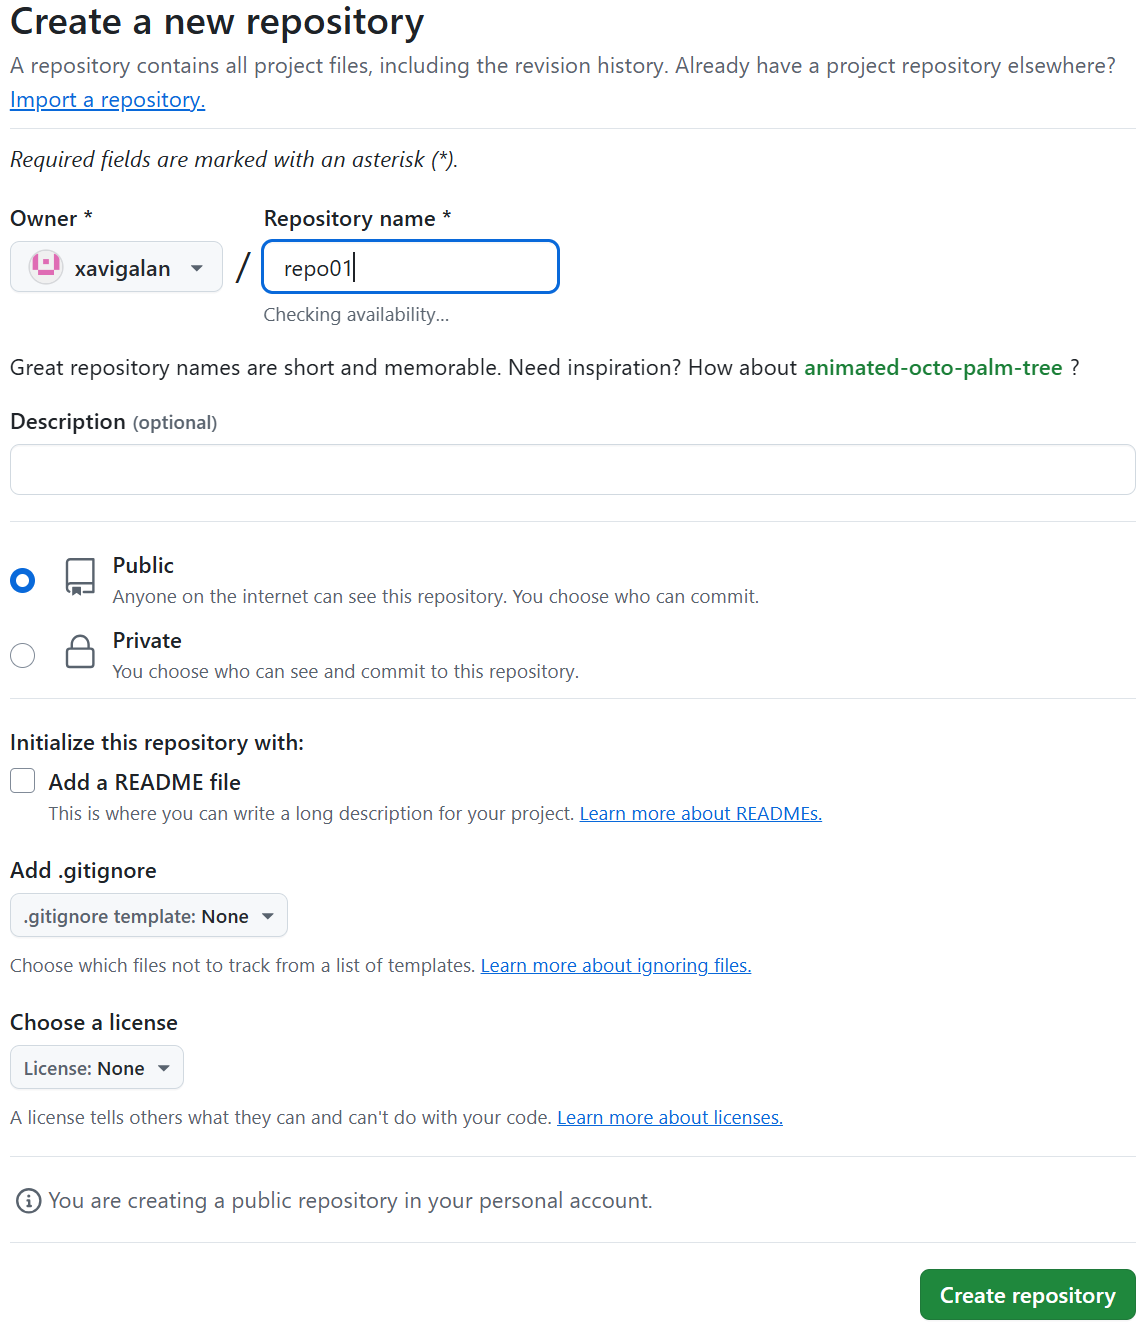 Create a new repository
A repository contains all project files, including the revision history. Already have a project repository elsewhere?
Import a repository.
Required fields are marked with an asterisk (*).
Owner * Repository name *
xavigalan / repo01
Checking availability...
Great repository names are short and memorable. Need inspiration? How about animated-octo-palm-tree ?
Description (optional)
Public
Anyone on the internet can see this repository. You choose who can commit.
Private
You choose who can see and commit to this repository.
Initialize this repository with:
Add a README file
This is where you can write a long description for your project. Learn more about READMEs.
Add .gitignore
.gitignore template: None
Choose which files not to track from a list of templates. Learn more about ignoring files.
Choose a license
License: None
A license tells others what they can and can't do with your code. Learn more about licenses.
You are creating a public repository in your personal account.
Create repository